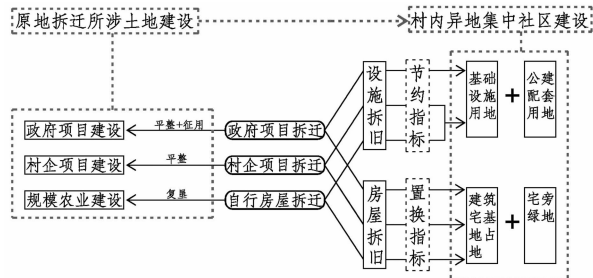 原地拆迁所涉土地建设
村内异地集中社区建设
政府项目建设
平整+征用
政府项目拆迁
村企项目建设
平整
村企项目拆迁
规模农业建设
复垦
自行房屋拆迁
设施拆旧
节约指标
基础
设施
用地
+
公建
配套
用地
房屋拆旧
置换指标
建筑
宅基
地占
地
+
宅旁
绿地